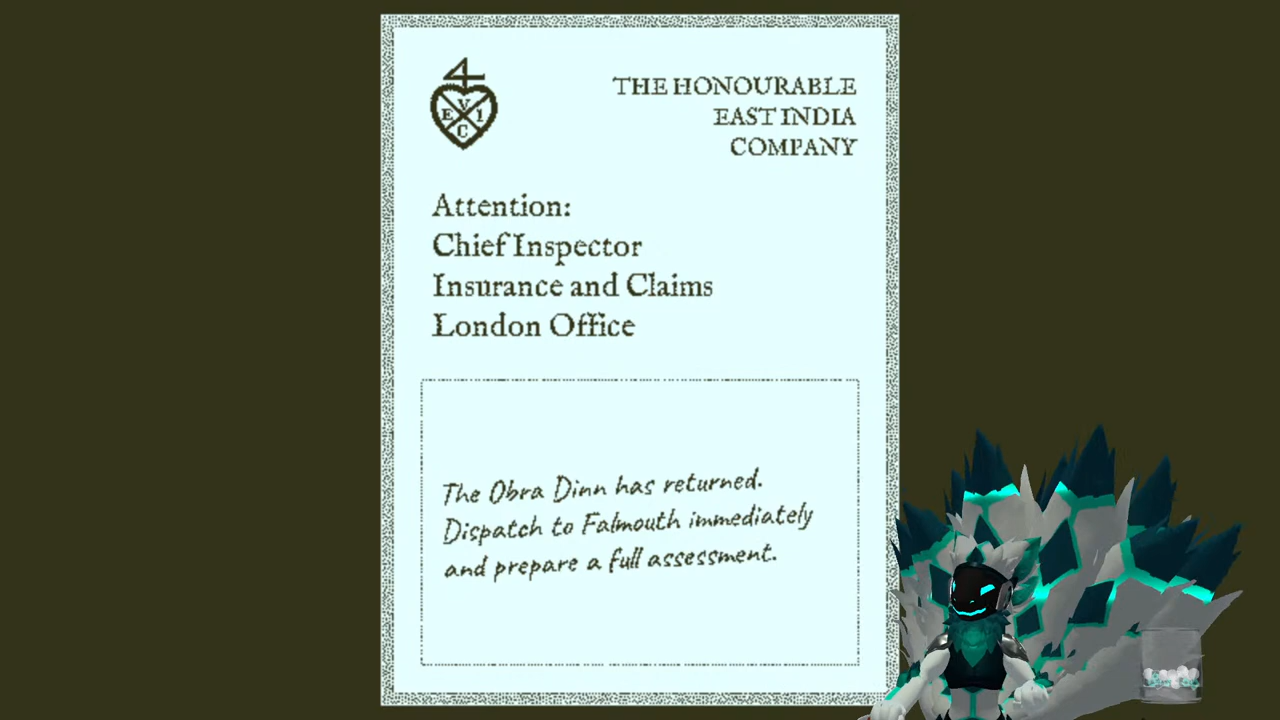 4
V
E I
C
THE HONOURABLE
EAST INDIA
COMPANY
Attention:
Chief Inspector
Insurance and Claims
London Office
The Obra Dinn has returned.
Dispatch to Falmouth immediately
and prepare a full assessment.